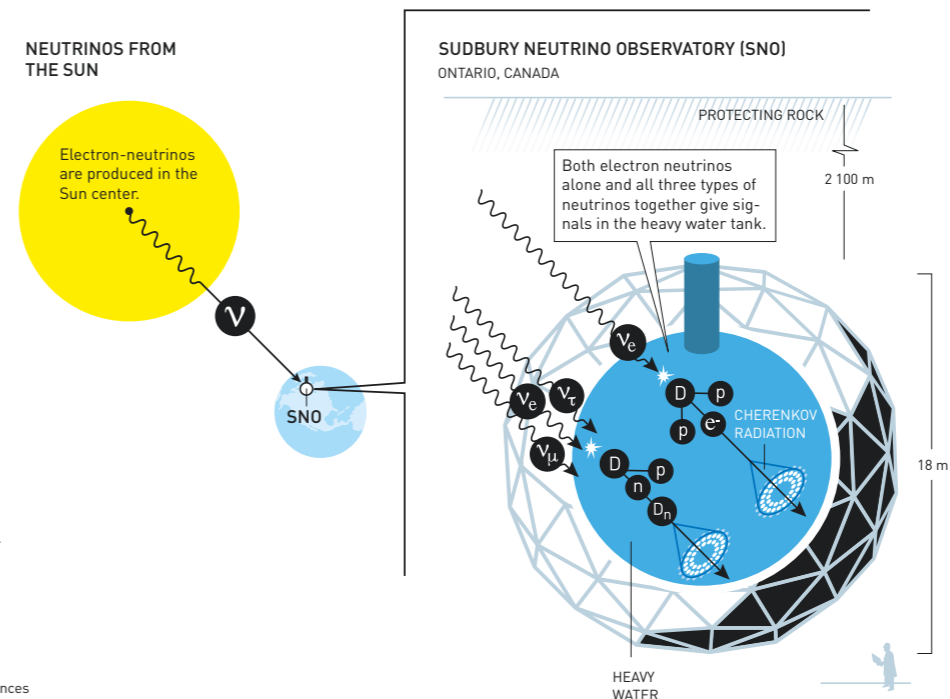 NEUTRINOS FROM
THE SUN
Electron-neutrinos
are produced in the
Sun center.
ν
SNO
SUDBURY NEUTRINO OBSERVATORY (SNO)
ONTARIO, CANADA
PROTECTING ROCK
2 100 m
Both electron neutrinos
alone and all three types of
neutrinos together give sig-
nals in the heavy water tank.
νe
νe
ντ
νμ
D
p
p
e-
CHERENKOV
RADIATION
D
p
n
Dn
18 m
HEAVY
WATER
nces